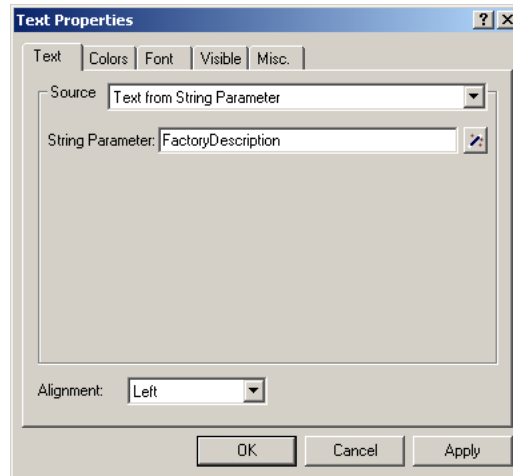 Text Properties
Text Colors Font Visible Misc.
Source Text from String Parameter
String Parameter: FactoryDescription
Alignment: Left
OK Cancel Apply